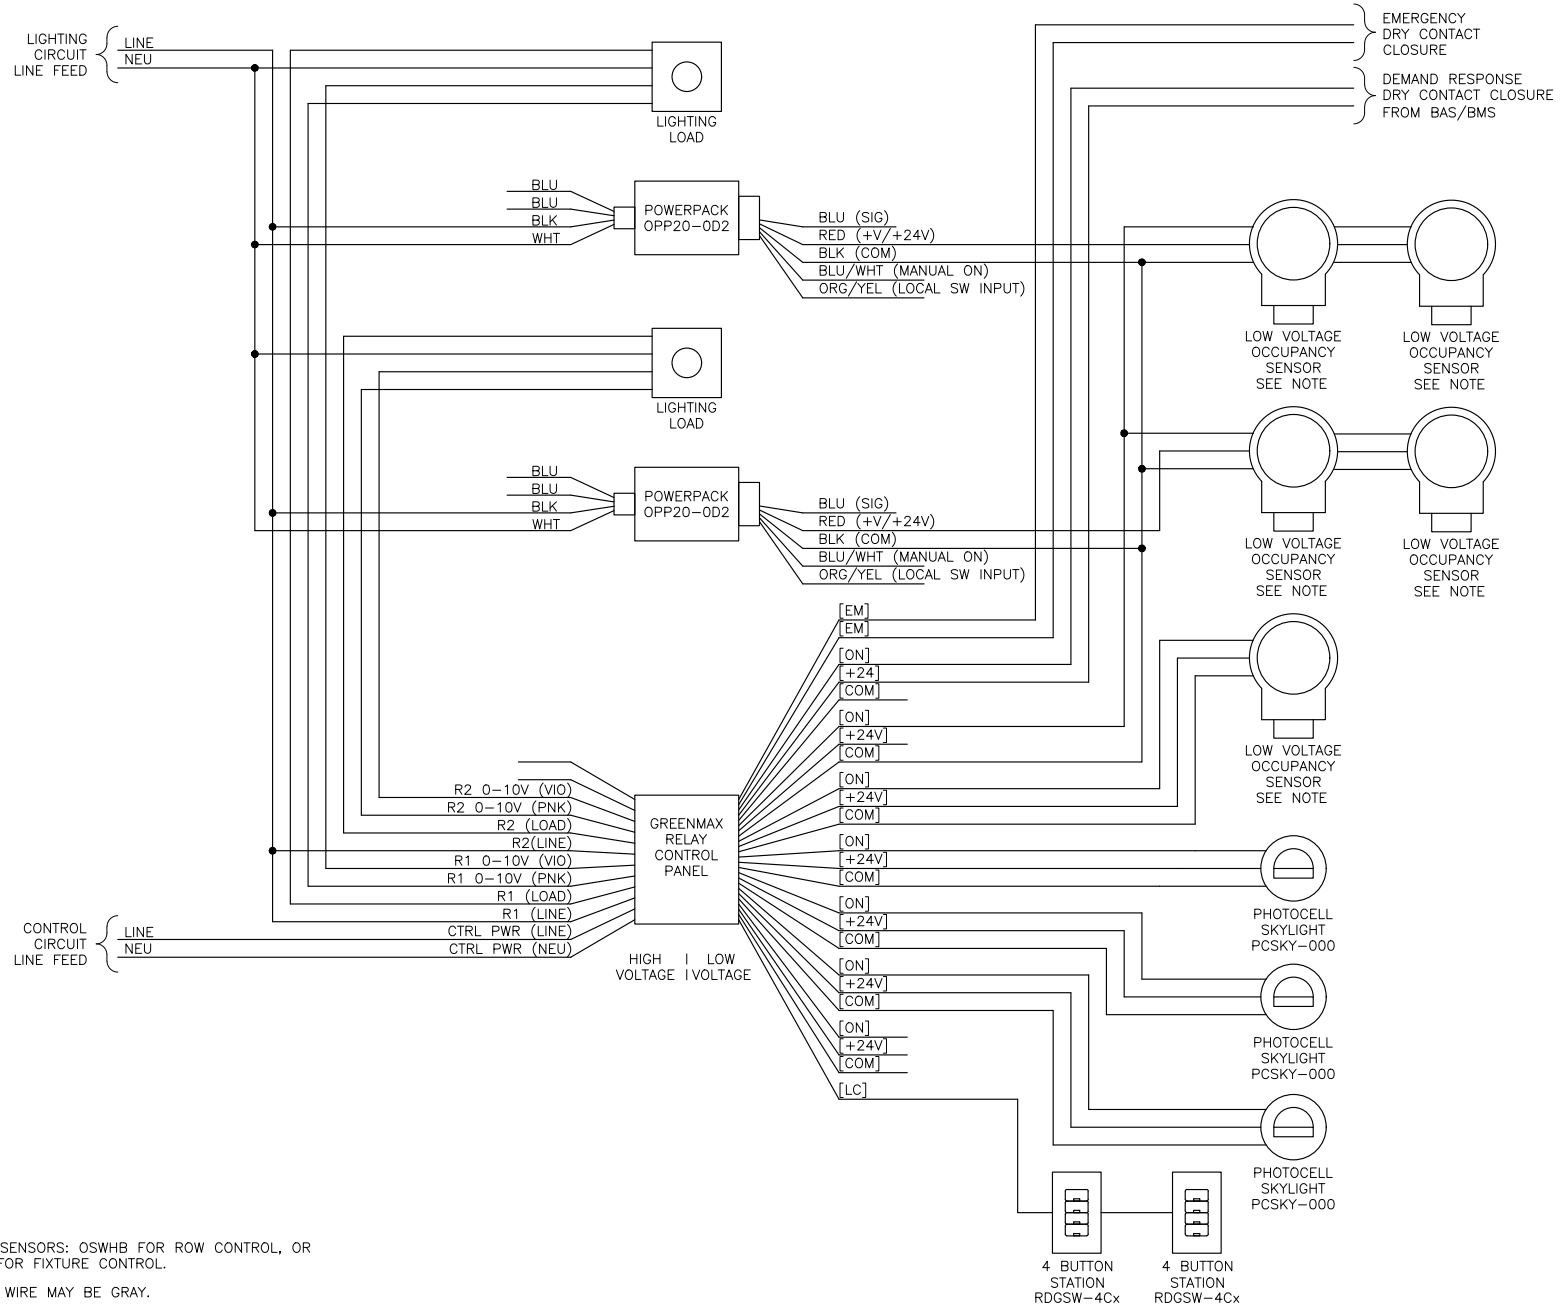 LIGHTING
CIRCUIT
LINE FEED
LINE
NEU
LIGHTING
LOAD
EMERGENCY
DRY CONTACT
CLOSURE
DEMAND RESPONSE
DRY CONTACT CLOSURE
FROM BAS/BMS
BLU
BLU
BLK
WHT
POWERPACK
OPP20-0D2
BLU (SIG)
RED (+V/+24V)
BLK (COM)
BLU/WHT (MANUAL ON)
ORG/YEL (LOCAL SW INPUT)
LOW VOLTAGE
OCCUPANCY
SENSOR
SEE NOTE
LOW VOLTAGE
OCCUPANCY
SENSOR
SEE NOTE
LIGHTING
LOAD
BLU
BLU
BLK
WHT
POWERPACK
OPP20-0D2
BLU (SIG)
RED (+V/+24V)
BLK (COM)
BLU/WHT (MANUAL ON)
ORG/YEL (LOCAL SW INPUT)
LOW VOLTAGE
OCCUPANCY
SENSOR
SEE NOTE
LOW VOLTAGE
OCCUPANCY
SENSOR
SEE NOTE
[EM]
[EM]
[ON]
[+24]
[COM]
[ON]
[+24V]
[COM]
[ON]
[+24V]
[COM]
[ON]
[+24V]
[COM]
[ON]
[+24V]
[COM]
[ON]
[+24V]
[COM]
[ON]
[+24V]
[COM]
[LC]
LOW VOLTAGE
OCCUPANCY
SENSOR
SEE NOTE
R2 0-10V (VIO)
R2 0-10V (PNK)
R2 (LOAD)
R2(LINE)
R1 0-10V (VIO)
R1 0-10V (PNK)
R1 (LOAD)
R1 (LINE)
CTRL PWR (LINE)
CTRL PWR (NEU)
GREENMAX
RELAY
CONTROL
PANEL
HIGH | LOW
VOLTAGE | VOLTAGE
CONTROL
CIRCUIT
LINE FEED
LINE
NEU
PHOTOCELL
SKYLIGHT
PCSKY-000
PHOTOCELL
SKYLIGHT
PCSKY-000
PHOTOCELL
SKYLIGHT
PCSKY-000
4 BUTTON
STATION
RDGSW-4Cx
4 BUTTON
STATION
RDGSW-4Cx
SENSORS: OSWHB FOR ROW CONTROL, OR
FOR FIXTURE CONTROL.
WIRE MAY BE GRAY.